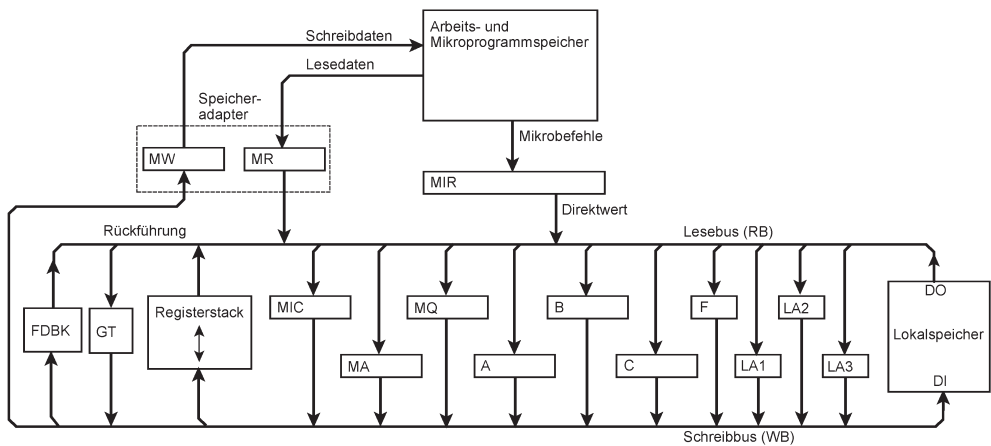 Arbeits- und
Mikroprogrammspeicher
Schreibdaten
Lesedaten
Speicher-
adapter
Mikrobefehle
MW
MR
MIR
Direktwert
Rückführung
Lesebus (RB)
DO
FDBK
GT
Registerstack
MIC
MQ
B
F
LA2
Lokalspeicher
MA
A
C
LA1
LA3
DI
Schreibbus (WB)